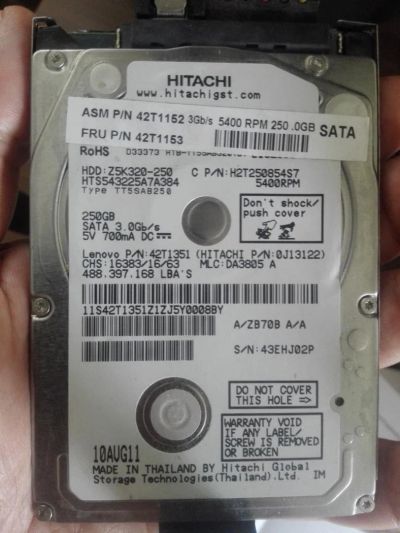 HITACHI
www.hitachigst.com
ASM P/N 42T1152 3Gb/s 5400 RPM 250 .0GB SATA
FRU P/N 42T1153
RoHS D33373
HDD:Z5K320-250 C P/N:H2T250854S7
HTS543225A7A384 5400RPM
Type TT5SAB250
Don't shock/
push cover
250GB
SATA 3.0Gb/s
5V 700mA DC
Lenovo P/N:42T1351 (HITACHI P/N:0J13122)
CHS:16383/16/63 MLC:DA3805 A
488,397,168 LBA'S
11S42T1351Z1ZJ5Y0008BY
A/ZB70B A/A
S/N:43EHJ02P
DO NOT COVER
THIS HOLE ⇨
WARRANTY VOID
IF ANY LABEL/
SCREW IS REMOVED
OR BROKEN
10AUG11
MADE IN THAILAND BY Hitachi Global
Storage Technologies(Thailand).Ltd. IM